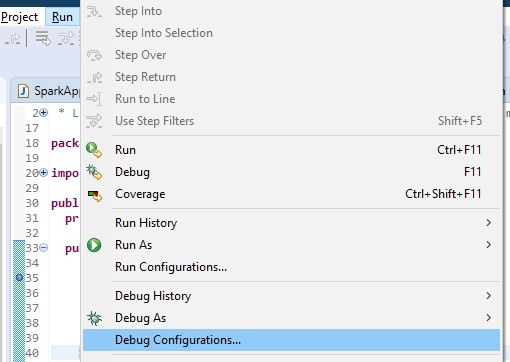 Project Run
Step Into
Step Into Selection
Step Over
Step Return
Run to Line
Use Step Filters Shift+F5
Run Ctrl+F11
Debug F11
Coverage Ctrl+Shift+F11
Run History
Run As
Run Configurations...
Debug History
Debug As
Debug Configurations...
SparkApp
2 * L
17
18 packa
19
20 impo
30 publ
31 pr
32
33 pu
34
35
36
37
38
39
40